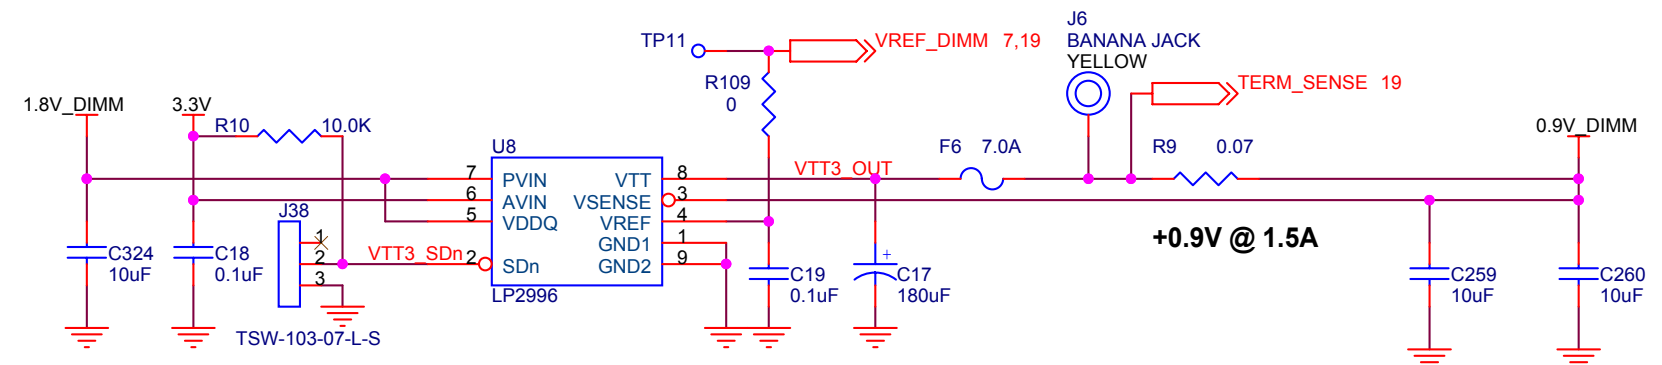 J6
BANANA JACK
YELLOW
TP11
VREF_DIMM 7,19
R109
0
TERM_SENSE 19
1.8V_DIMM
3.3V
R10 10.0K
0.9V_DIMM
U8
F6 7.0A
R9 0.07
VTT3_OUT
7 PVIN VTT 8
6 AVIN VSENSE 3
5 VDDQ VREF 4
GND1 1
2 SDn GND2 9
LP2996
J38
1
2
3
VTT3_SDn
TSW-103-07-L-S
C324
10uF
C18
0.1uF
C19
0.1uF
+
C17
180uF
+0.9V @ 1.5A
C259
10uF
C260
10uF